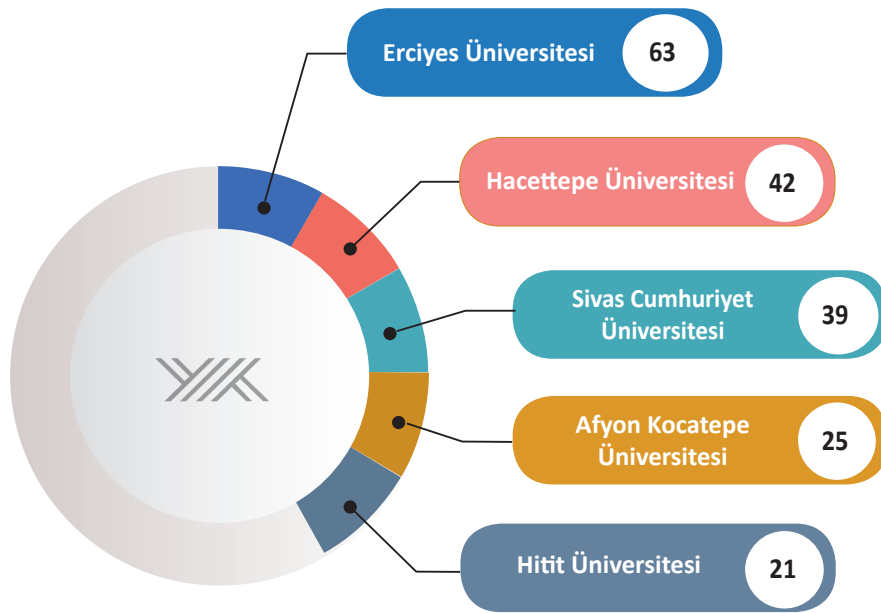 Erciyes Üniversitesi
63
Hacettepe Üniversitesi
42
Sivas Cumhuriyet
Üniversitesi
39
Afyon Kocatepe
Üniversitesi
25
Hitit Üniversitesi
21